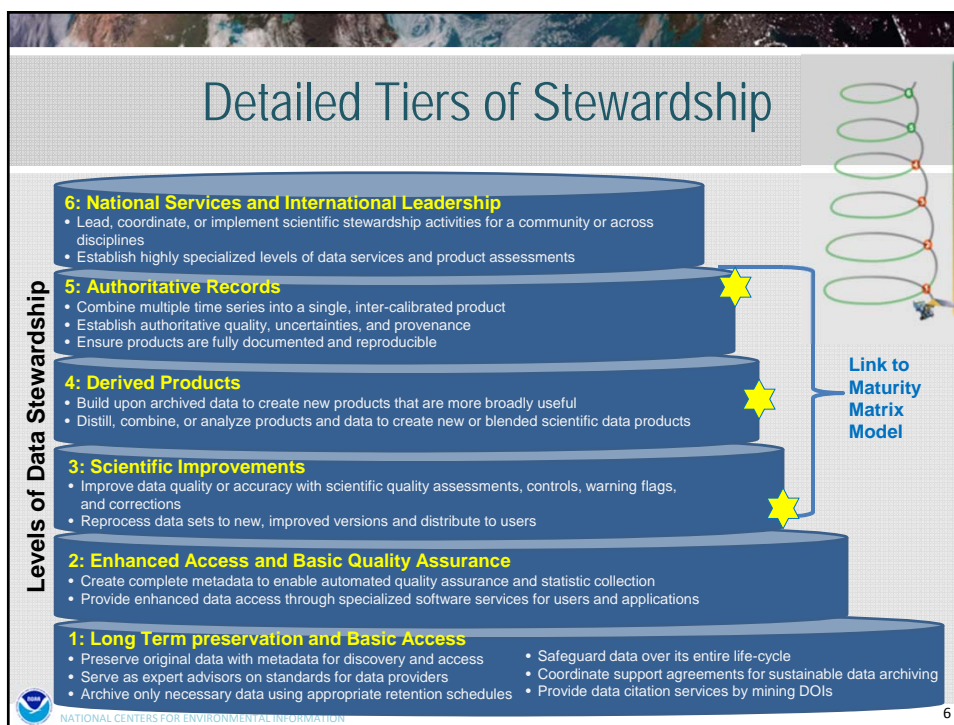 Detailed Tiers of Stewardship
Levels of Data Stewardship
6: National Services and International Leadership
• Lead, coordinate, or implement scientific stewardship activities for a community or across
disciplines
• Establish highly specialized levels of data services and product assessments
5: Authoritative Records
• Combine multiple time series into a single, inter-calibrated product
• Establish authoritative quality, uncertainties, and provenance
• Ensure products are fully documented and reproducible
4: Derived Products
• Build upon archived data to create new products that are more broadly useful
• Distill, combine, or analyze products and data to create new or blended scientific data products
3: Scientific Improvements
• Improve data quality or accuracy with scientific quality assessments, controls, warning flags,
and corrections
• Reprocess data sets to new, improved versions and distribute to users
Link to
Maturity
Matrix
Model
2: Enhanced Access and Basic Quality Assurance
• Create complete metadata to enable automated quality assurance and statistic collection
• Provide enhanced data access through specialized software services for users and applications
1: Long Term preservation and Basic Access
• Preserve original data with metadata for discovery and access
• Serve as expert advisors on standards for data providers
• Archive only necessary data using appropriate retention schedules
• Safeguard data over its entire life-cycle
• Coordinate support agreements for sustainable data archiving
• Provide data citation services by mining DOIs
NATIONAL CENTERS FOR ENVIRONMENTAL INFORMATION
6